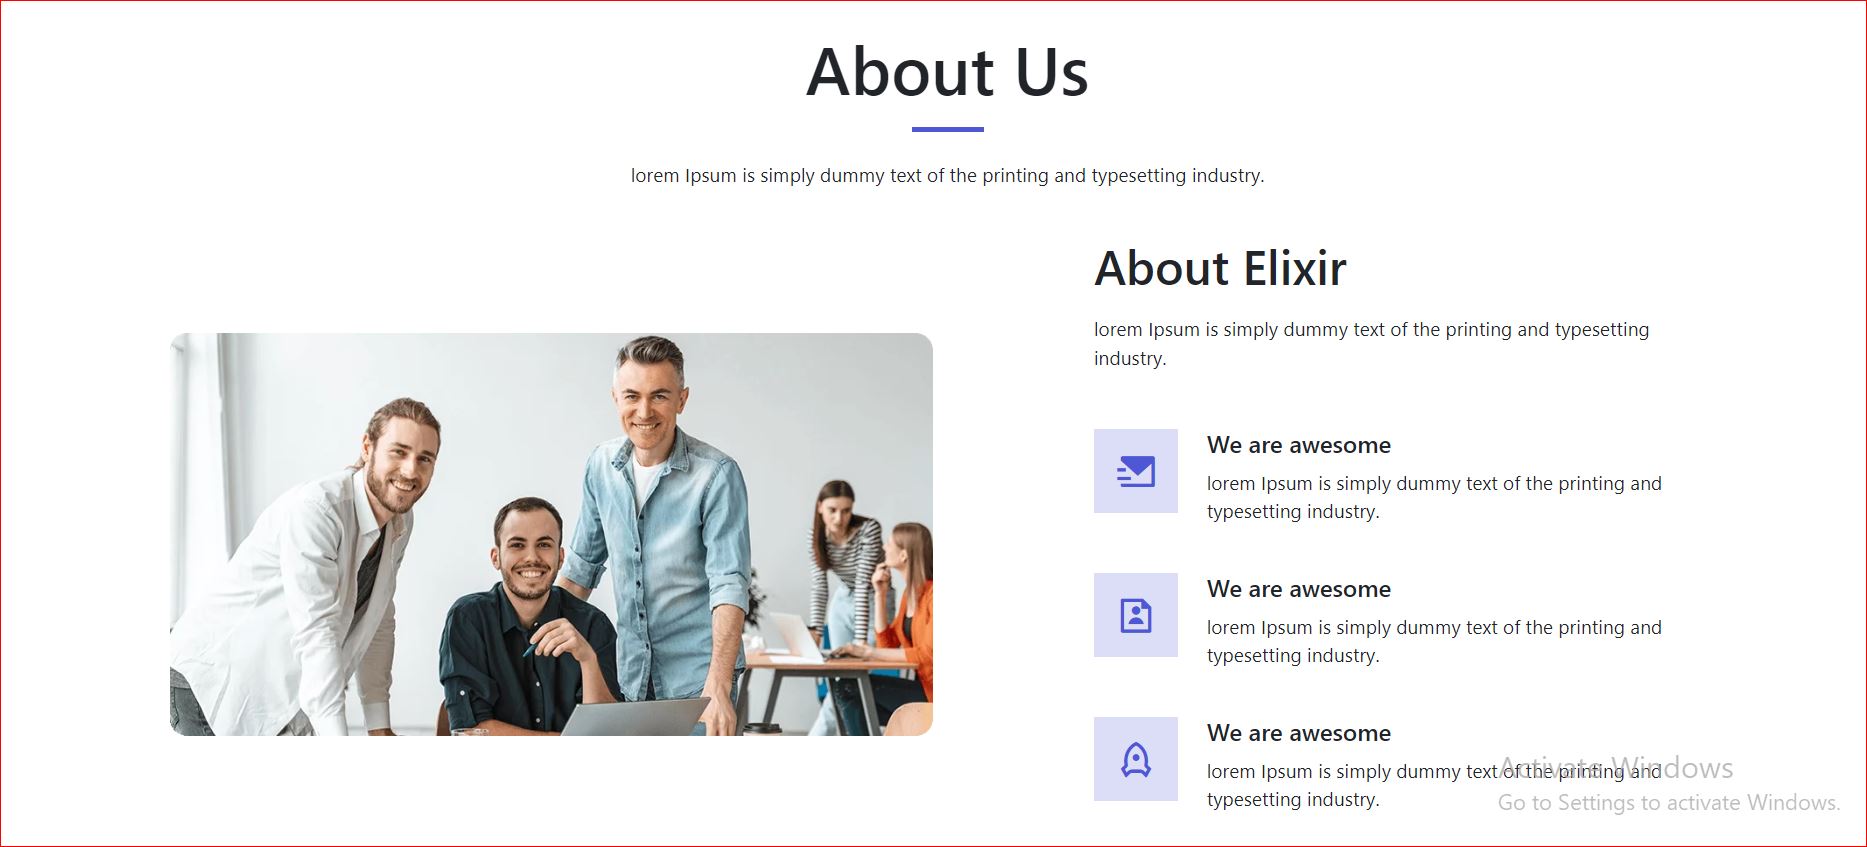 About Us
lorem Ipsum is simply dummy text of the printing and typesetting industry.
About Elixir
lorem Ipsum is simply dummy text of the printing and typesetting
industry.
We are awesome
lorem Ipsum is simply dummy text of the printing and
typesetting industry.
We are awesome
lorem Ipsum is simply dummy text of the printing and
typesetting industry.
We are awesome
lorem Ipsum is simply dummy text of the printing and
typesetting industry.
Activate Windows
Go to Settings to activate Windows.